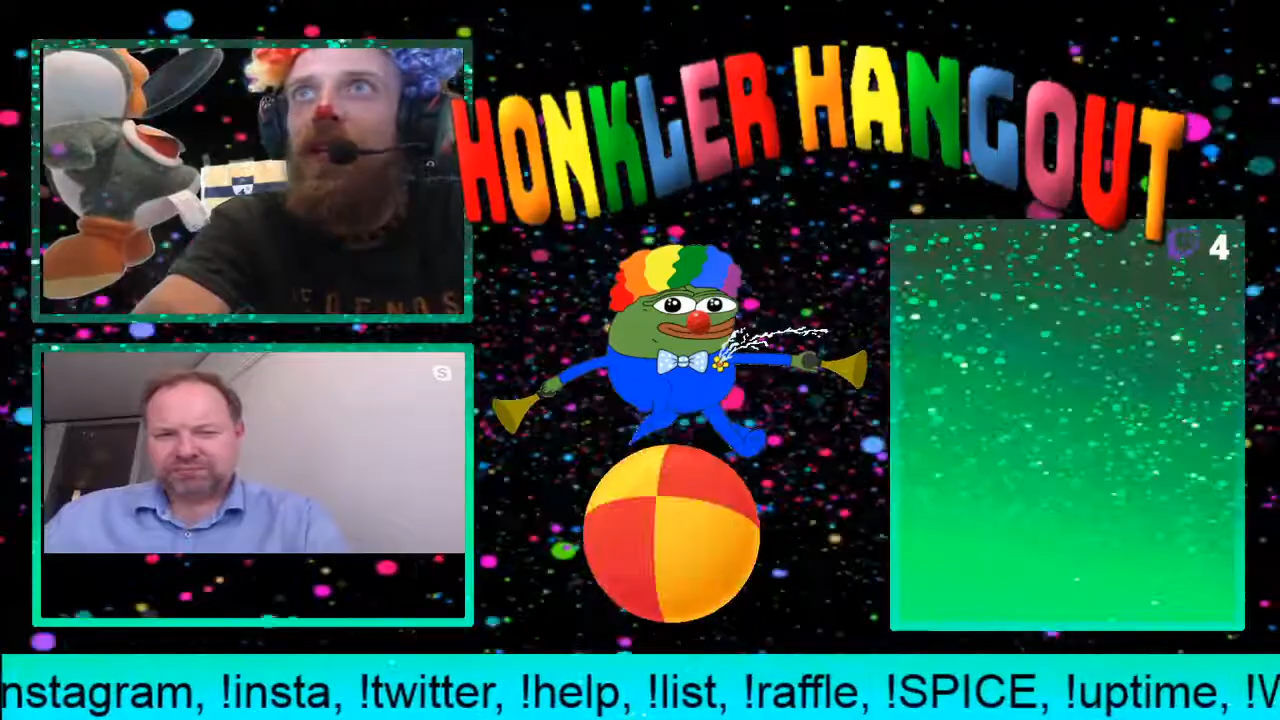 HONKLER HANGOUT
4
S
nstagram, !insta, !twitter, !help, !list, !raffle, !SPICE, !uptime, !V